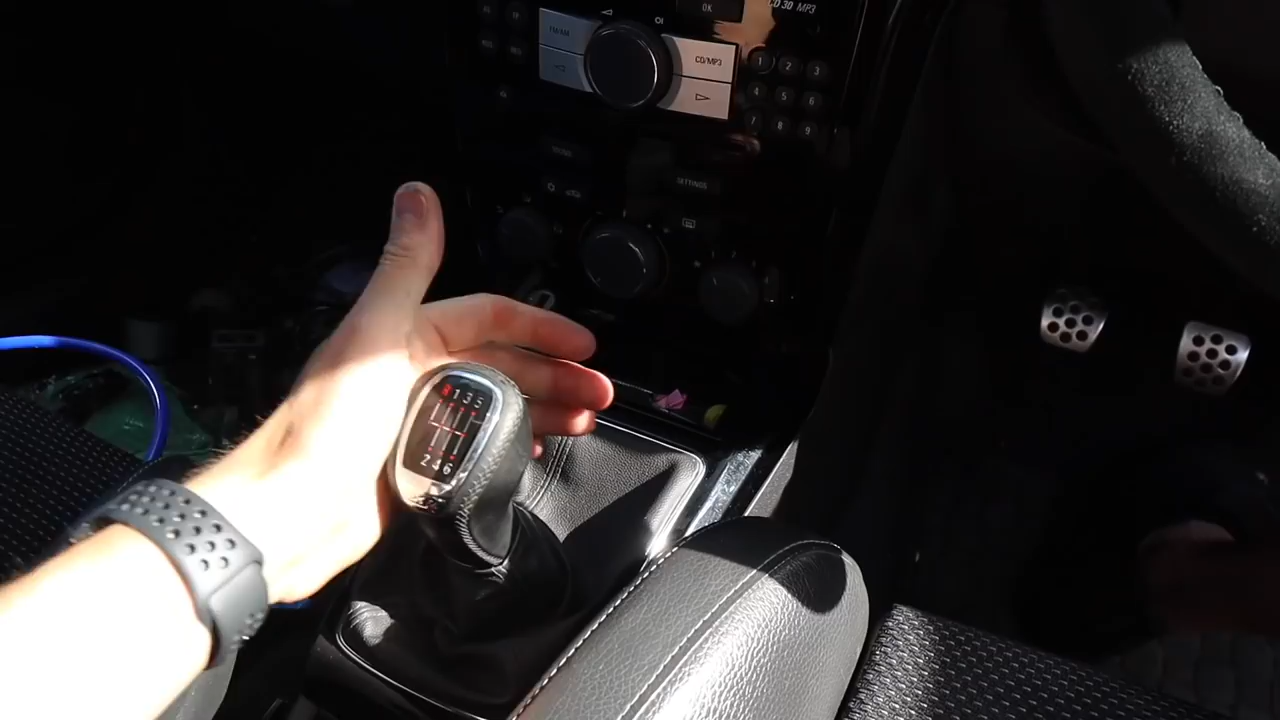 OK
CD 30 MP3
FM/AM
CD/MP3
1 2 3
4 5 6
7 8 9
SETTINGS
R 1 3 5
2 4 6